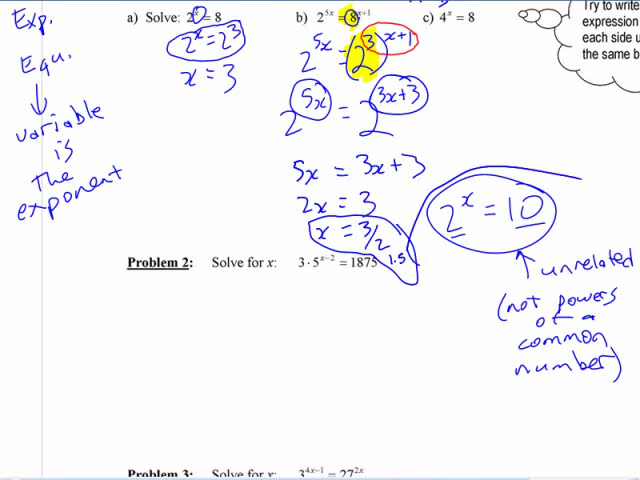 a) Solve: 2^x = 8
b) 2^{5x} = 8^{x+1}
c) 4^x = 8
Try to write
expression
each side u
the same b
Exp.
Equ.
↓
variable
is
the
exponent
2^x = 2^3
x = 3
2^{5x} = (2^3)^{x+1}
2^{5x} = 2^{3x+3}
5x = 3x + 3
2x = 3
x = 3/2
1.5
2^x = 10
↑ unrelated
(not powers
of a
common
number)
Problem 2: Solve for x: 3 · 5^{x−2} = 1875
Problem 3: Solve for x: 3^{4x−1} = 27^{2x}